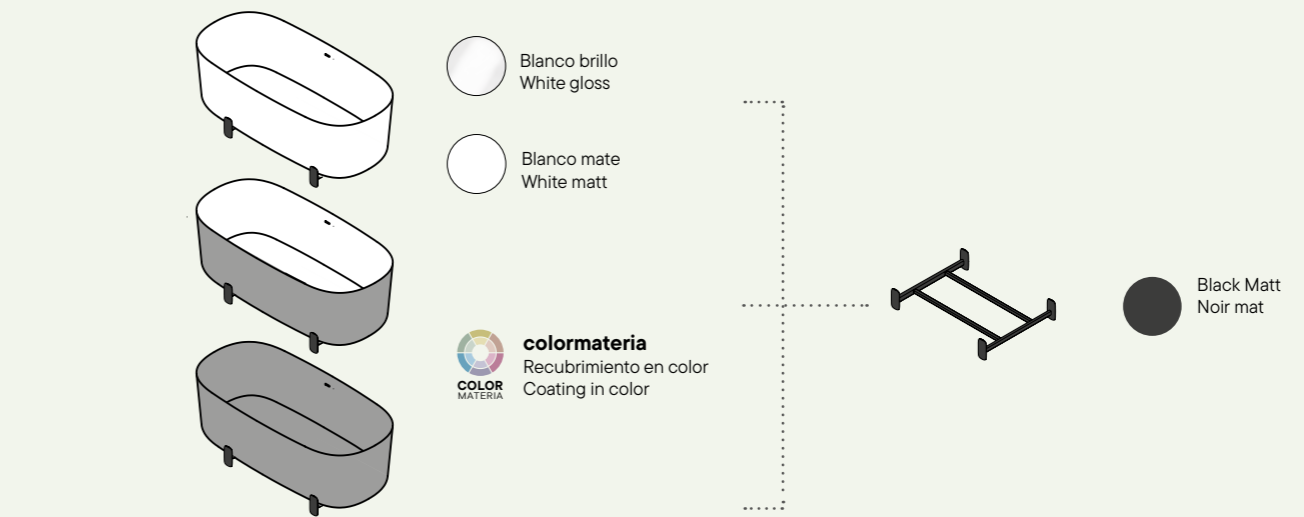 Blanco brillo
White gloss
Blanco mate
White matt
COLOR
MATERIA
colormateria
Recubrimiento en color
Coating in color
Black Matt
Noir mat